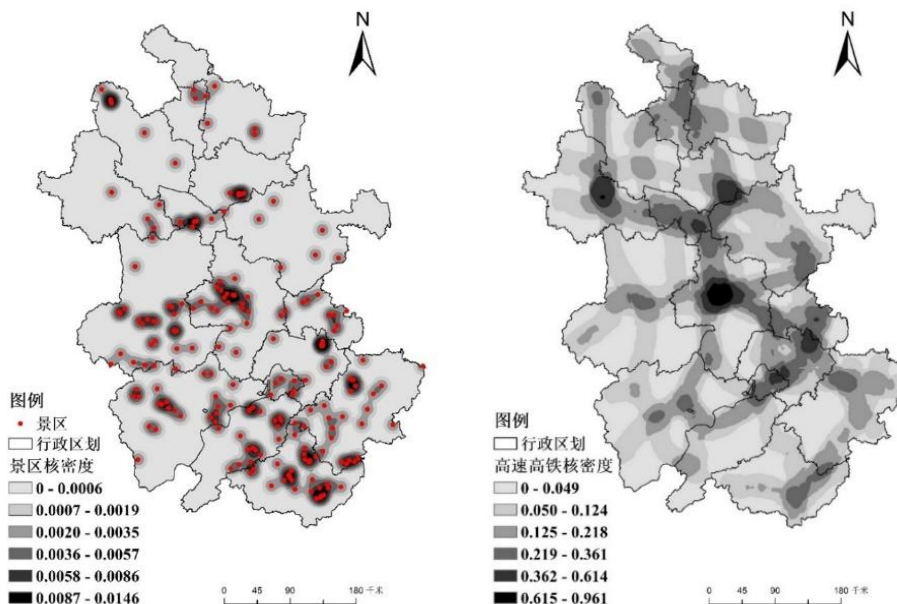 N
图例
景区
行政区划
景区核密度
0 - 0.0006
0.0007 - 0.0019
0.0020 - 0.0035
0.0036 - 0.0057
0.0058 - 0.0086
0.0087 - 0.0146
0 45 90 180 千米
N
图例
行政区划
高速高铁核密度
0 - 0.049
0.050 - 0.124
0.125 - 0.218
0.219 - 0.361
0.362 - 0.614
0.615 - 0.961
0 45 90 180 千米